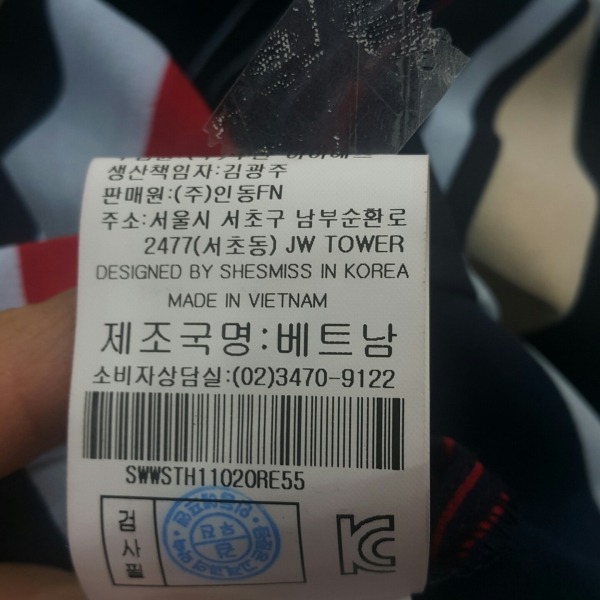 생산책임자:김광주
판매원:(주)인동FN
주소:서울시 서초구 남부순환로
2477(서초동) JW TOWER
DESIGNED BY SHESMISS IN KOREA
MADE IN VIETNAM
제조국명:베트남
소비자상담실:(02)3470-9122
SWWSTH11020RE55
검사필